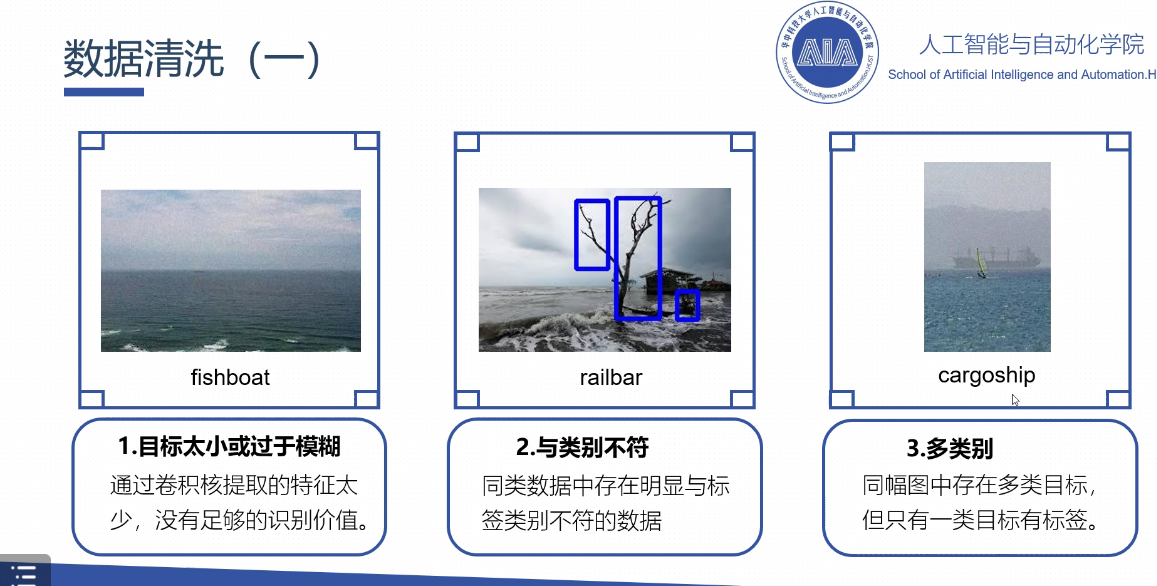 数据清洗（一）
华中科技大学人工智能与自动化学院
AIA
School of Artificial Intelligence and Automation.HUST
人工智能与自动化学院
School of Artificial Intelligence and Automation.H
fishboat
railbar
cargoship
1.目标太小或过于模糊
通过卷积核提取的特征太
少，没有足够的识别价值。
2.与类别不符
同类数据中存在明显与标
签类别不符的数据
3.多类别
同幅图中存在多类目标，
但只有一类目标有标签。